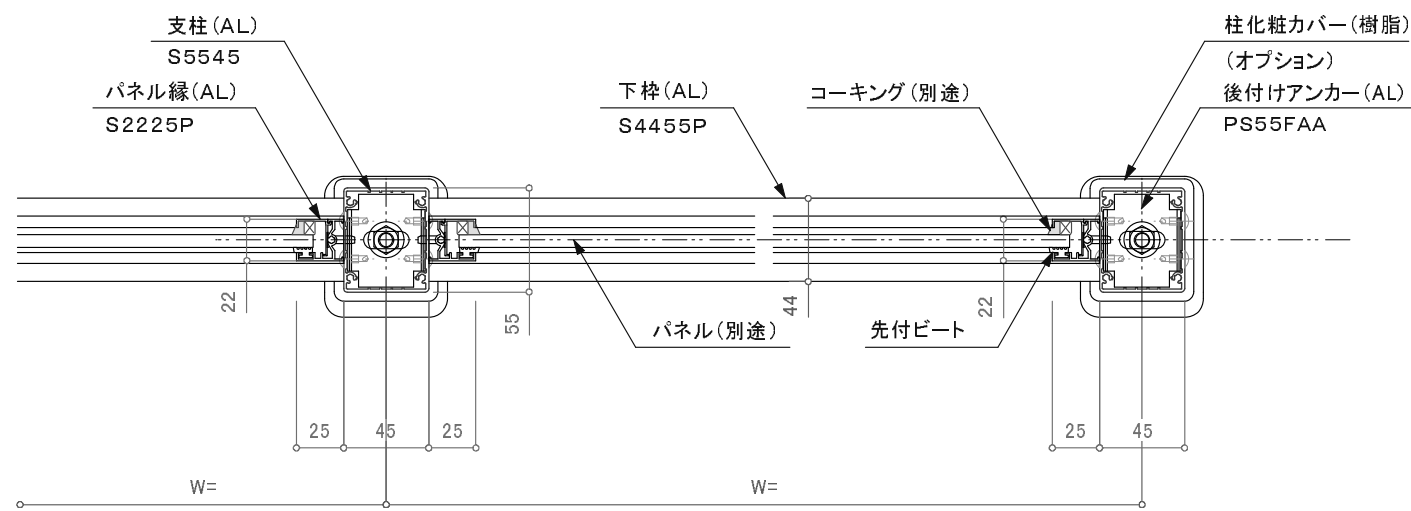 支柱(AL)
S5545
パネル縁(AL)
S2225P
下枠(AL)
S4455P
コーキング(別途)
柱化粧カバー(樹脂)
(オプション)
後付けアンカー(AL)
PS55FAA
22
55
44
22
パネル(別途)
先付ビート
25
45
25
25
45
W=
W=